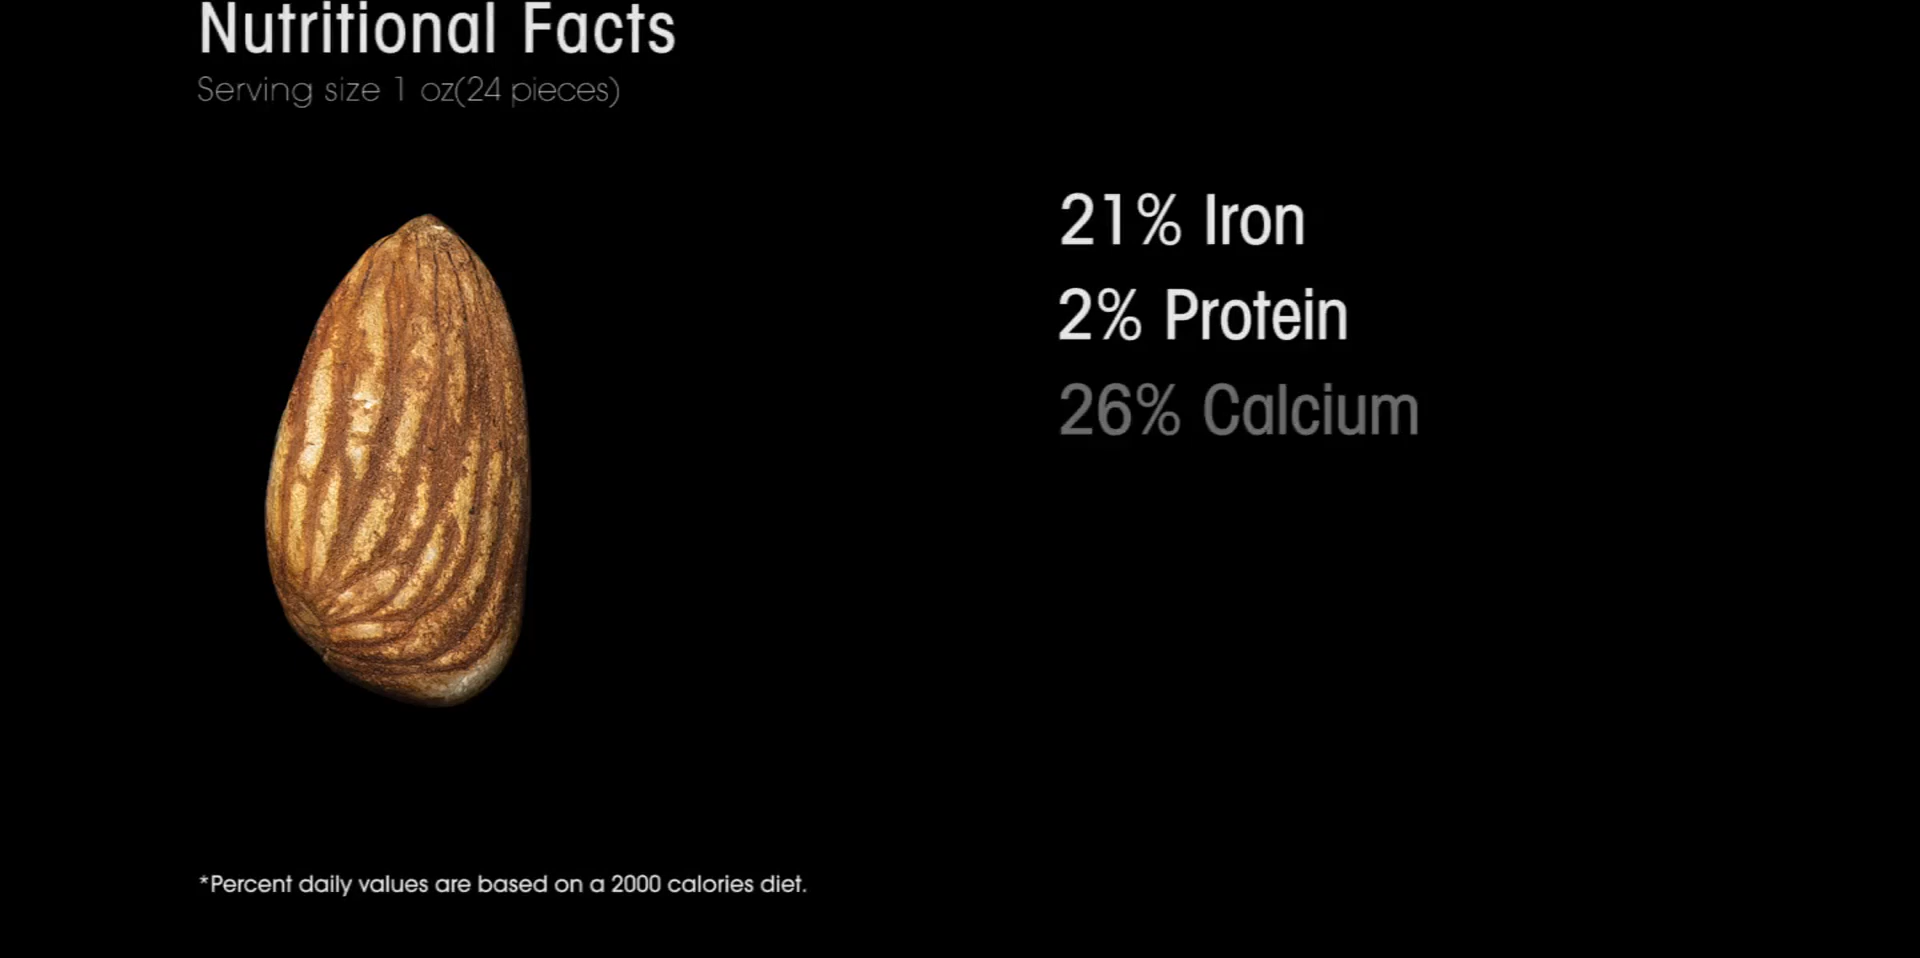 Nutritional Facts
Serving size 1 oz(24 pieces)
21% Iron
2% Protein
26% Calcium
*Percent daily values are based on a 2000 calories diet.